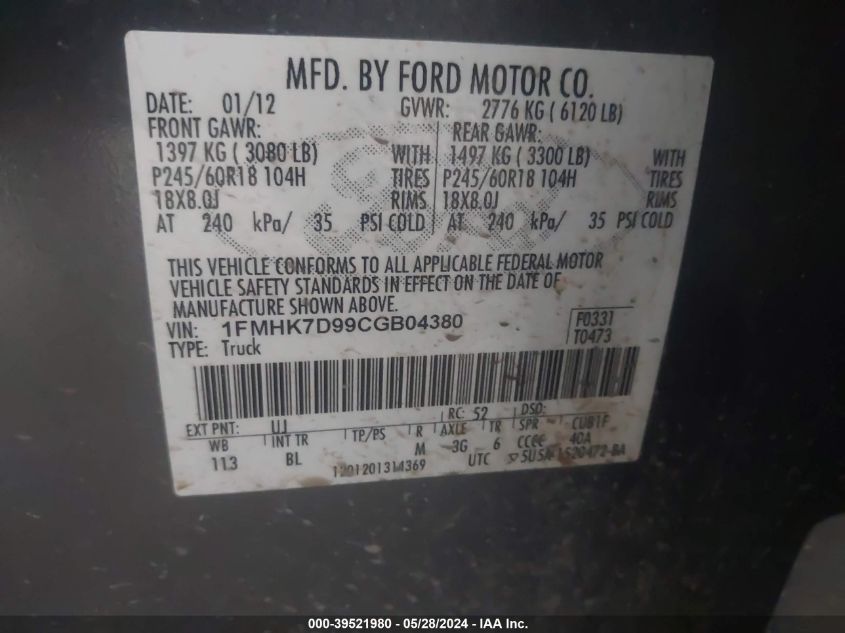 MFD. BY FORD MOTOR CO.
DATE: 01/12 GVWR: 2776 KG ( 6120 LB)
FRONT GAWR: REAR GAWR:
1397 KG ( 3080 LB) WITH 1497 KG ( 3300 LB) WITH
P245/60R18 104H TIRES P245/60R18 104H TIRES
18X8.0J RIMS 18X8.0J RIMS
AT 240 kPa/ 35 PSI COLD AT 240 kPa/ 35 PSI COLD
THIS VEHICLE CONFORMS TO ALL APPLICABLE FEDERAL MOTOR
VEHICLE SAFETY STANDARDS IN EFFECT ON THE DATE OF
MANUFACTURE SHOWN ABOVE.
VIN: 1FMHK7D99CGB04380 F0331
TYPE: Truck T0473
EXT PNT: UJ RC: 52 DSO:
WB INT TR TP/PS R AXLE TR SPR CUB1F
113 BL M -3G 6 40A
1201201314369 UTC
000-39521980 - 05/28/2024 - IAA Inc.